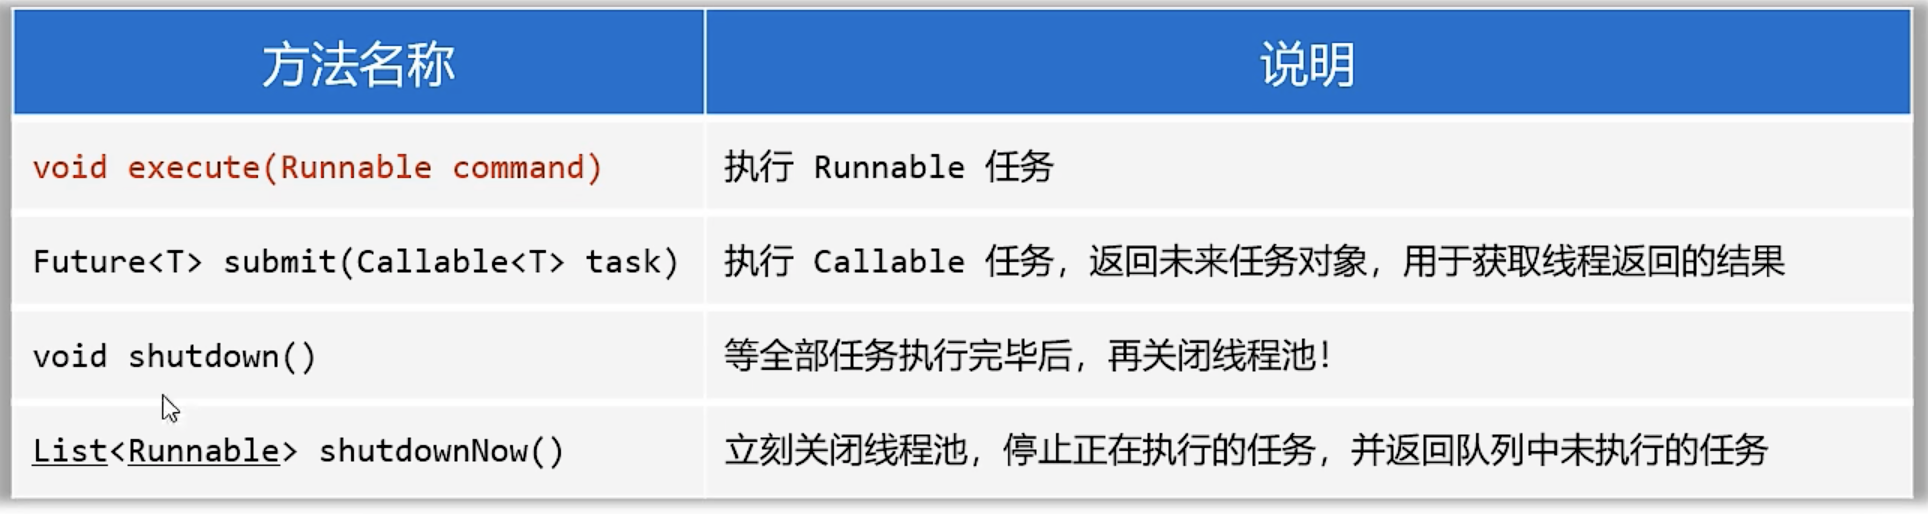 方法名称 说明
void execute(Runnable command) 执行 Runnable 任务
Future<T> submit(Callable<T> task) 执行 Callable 任务，返回未来任务对象，用于获取线程返回的结果
void shutdown() 等全部任务执行完毕后，再关闭线程池！
List<Runnable> shutdownNow() 立刻关闭线程池，停止正在执行的任务，并返回队列中未执行的任务